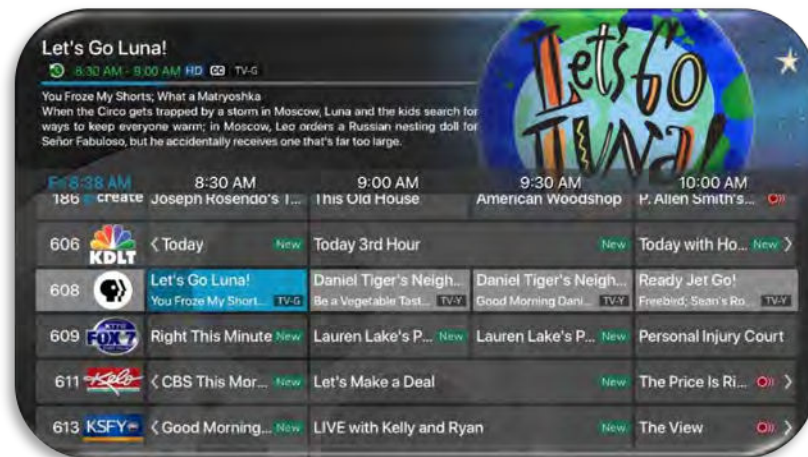 Let's Go Luna!
8:30 AM - 9:00 AM HD CC TV-G
You Froze My Shorts; What a Matryoshka
When the Circo gets trapped by a storm in Moscow, Luna and the kids search for
ways to keep everyone warm; in Moscow, Leo orders a Russian nesting doll for
Señor Fabuloso, but he accidentally receives one that's far too large.
Let's Go Luna!
Fri 8:38 AM 8:30 AM 9:00 AM 9:30 AM 10:00 AM
186 create Joseph Rosendo's T... This Old House American Woodshop P. Allen Smith's...
606 KDLT Today New Today 3rd Hour New Today with Ho... New
608 Let's Go Luna! Daniel Tiger's Neigh... Daniel Tiger's Neigh... Ready Jet Go!
You Froze My Short... TV-G Be a Vegetable Tast... TV-Y Good Morning Dani... TV-Y Freebird; Sean's Ro... TV-Y
609 FOX 7 Right This Minute New Lauren Lake's P... New Lauren Lake's P... New Personal Injury Court
611 Kelo CBS This Mor... New Let's Make a Deal New The Price Is Ri...
613 KSFY Good Morning... New LIVE with Kelly and Ryan New The View